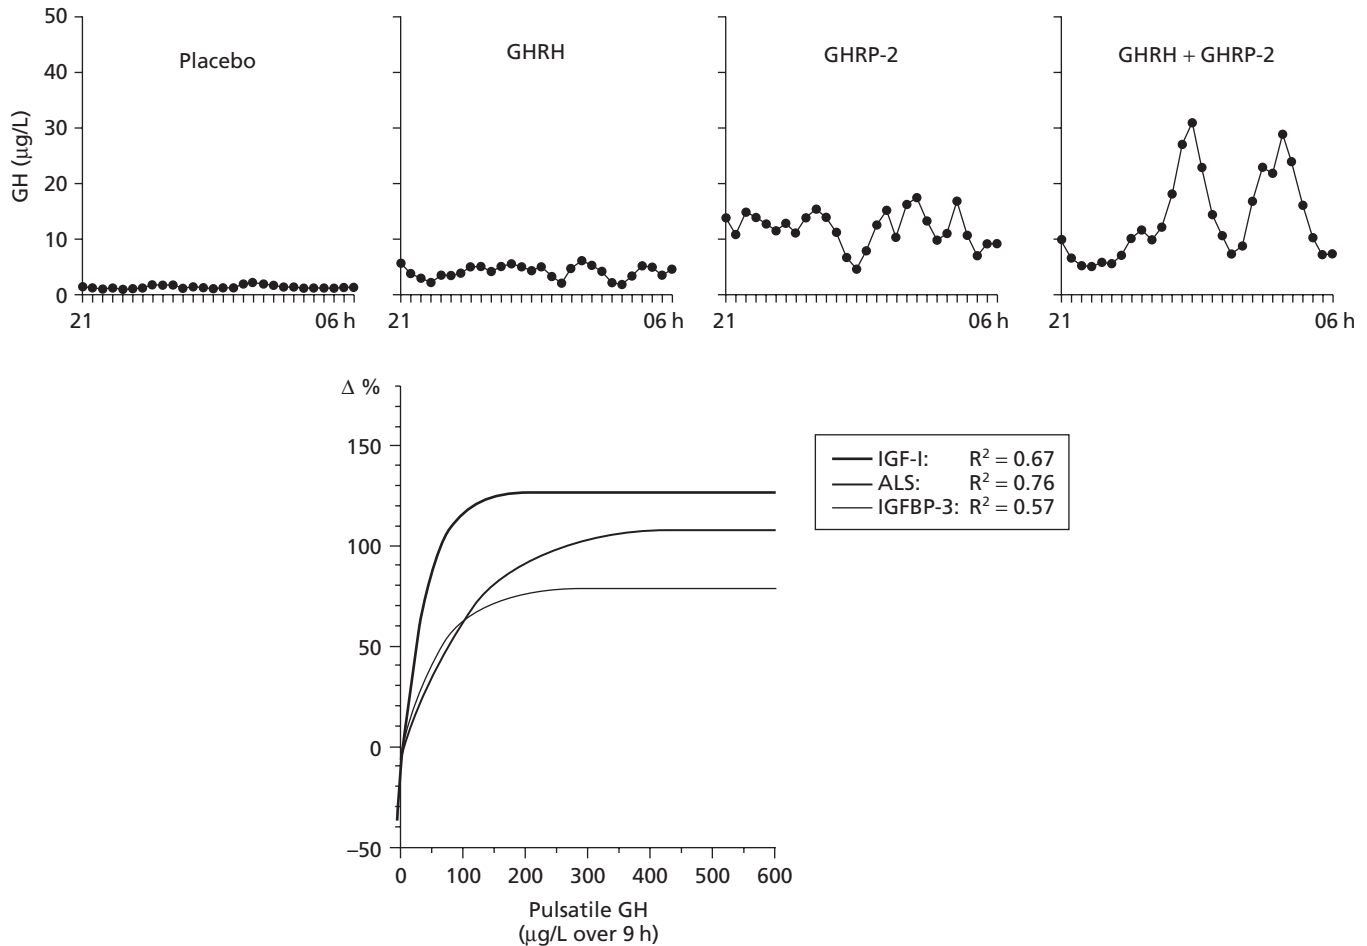 Placebo
GHRH
GHRP-2
GHRH + GHRP-2
GH (µg/L)
50
40
30
20
10
0
21
06 h
21
06 h
21
06 h
21
06 h
Δ %
150
100
50
0
–50
0
100
200
300
400
500
600
Pulsatile GH
(µg/L over 9 h)
IGF-I: R² = 0.67
ALS: R² = 0.76
IGFBP-3: R² = 0.57